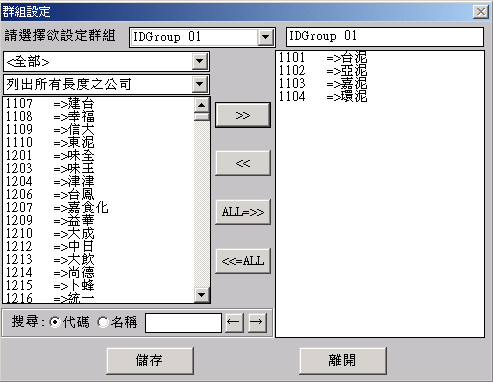 群組設定
請選擇欲設定群組 IDGroup 01 IDGroup 01
<全部>
列出所有長度之公司
1107 =>建台
1108 =>幸福
1109 =>信大
1110 =>東泥
1201 =>味全
1203 =>味王
1204 =>津津
1206 =>台鳳
1207 =>嘉食化
1209 =>益華
1210 =>大成
1212 =>中日
1213 =>大飲
1214 =>尚德
1215 =>卜蜂
1216 =>統一
>>
<<
ALL=>>
<<=ALL
1101 =>台泥
1102 =>亞泥
1103 =>嘉泥
1104 =>環泥
搜尋: 代碼 名稱 ← →
儲存 離開